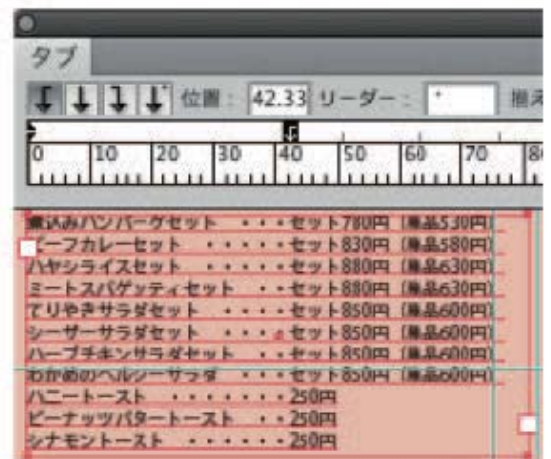 タブ
位置： 42.33 リーダー： ・ 揃え
0 10 20 30 40 50 60 70 80
煮込みハンバーグセット ・・・セット780円（単品530円）
ビーフカレーセット ・・・・・セット830円（単品580円）
ハヤシライスセット ・・・・・セット880円（単品630円）
ミートスパゲッティセット ・・セット880円（単品630円）
てりやきサラダセット ・・・・セット850円（単品600円）
シーザーサラダセット ・・・・セット850円（単品600円）
ハーブチキンサラダセット ・・セット850円（単品600円）
わかめのヘルシーサラダ ・・・セット850円（単品600円）
ハニートースト ・・・・・・・250円
ピーナッツバタートースト ・・250円
シナモントースト ・・・・・・250円